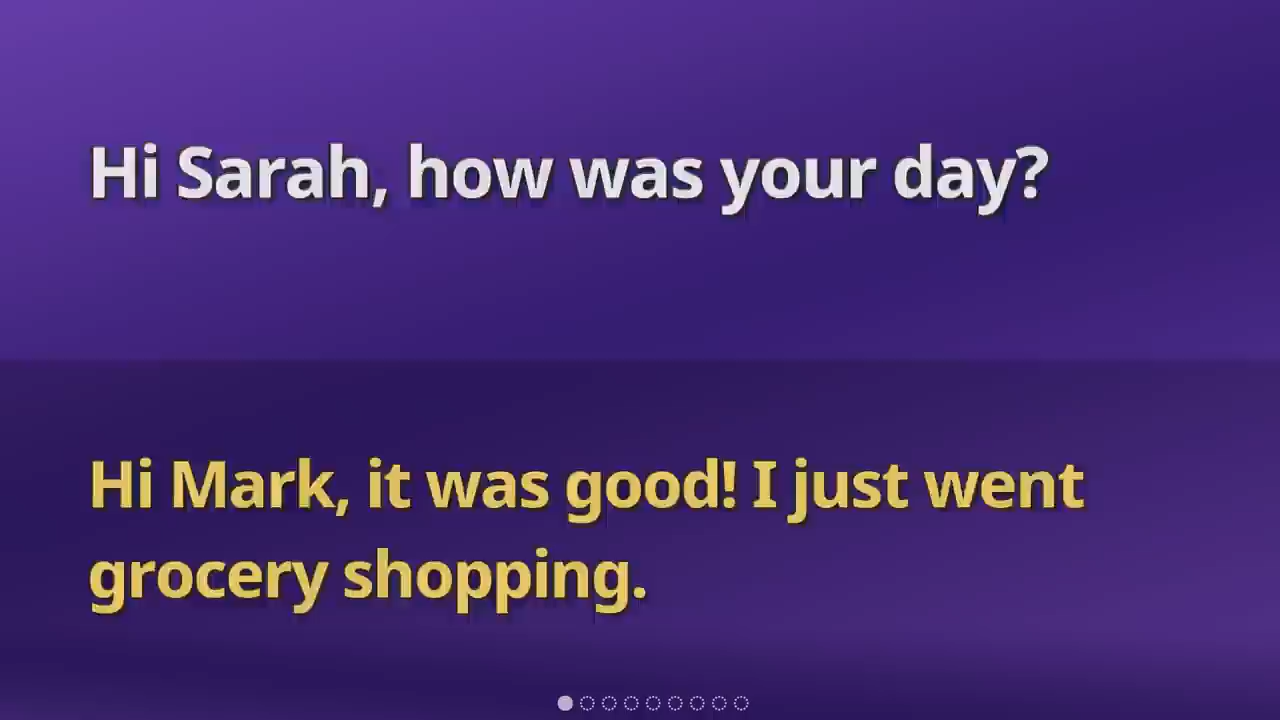 Hi Sarah, how was your day?
Hi Mark, it was good! I just went
grocery shopping.